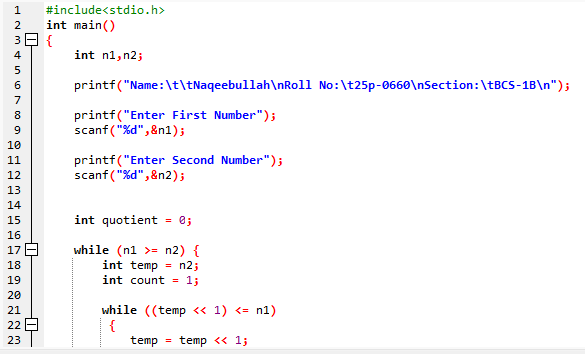 1 #include<stdio.h>
2 int main()
3 {
4 int n1,n2;
5
6 printf("Name:\t\tNaqeebullah\nRoll No:\t25p-0660\nSection:\tBCS-1B\n");
7
8 printf("Enter First Number");
9 scanf("%d",&n1);
10
11 printf("Enter Second Number");
12 scanf("%d",&n2);
13
14
15 int quotient = 0;
16
17 while (n1 >= n2) {
18 int temp = n2;
19 int count = 1;
20
21 while ((temp << 1) <= n1)
22 {
23 temp = temp << 1;